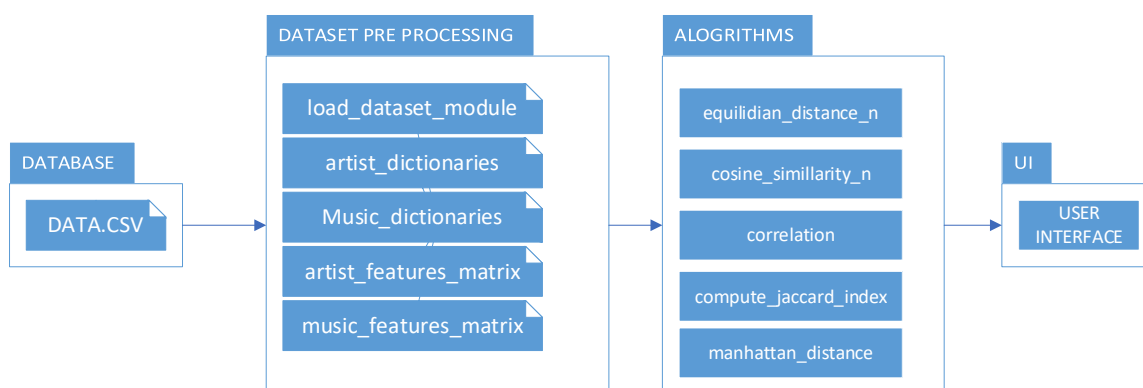 DATABASE
DATA.CSV
DATASET PRE PROCESSING
load_dataset_module
artist_dictionaries
Music_dictionaries
artist_features_matrix
music_features_matrix
ALOGRITHMS
equilidian_distance_n
cosine_simillarity_n
correlation
compute_jaccard_index
manhattan_distance
UI
USER
INTERFACE